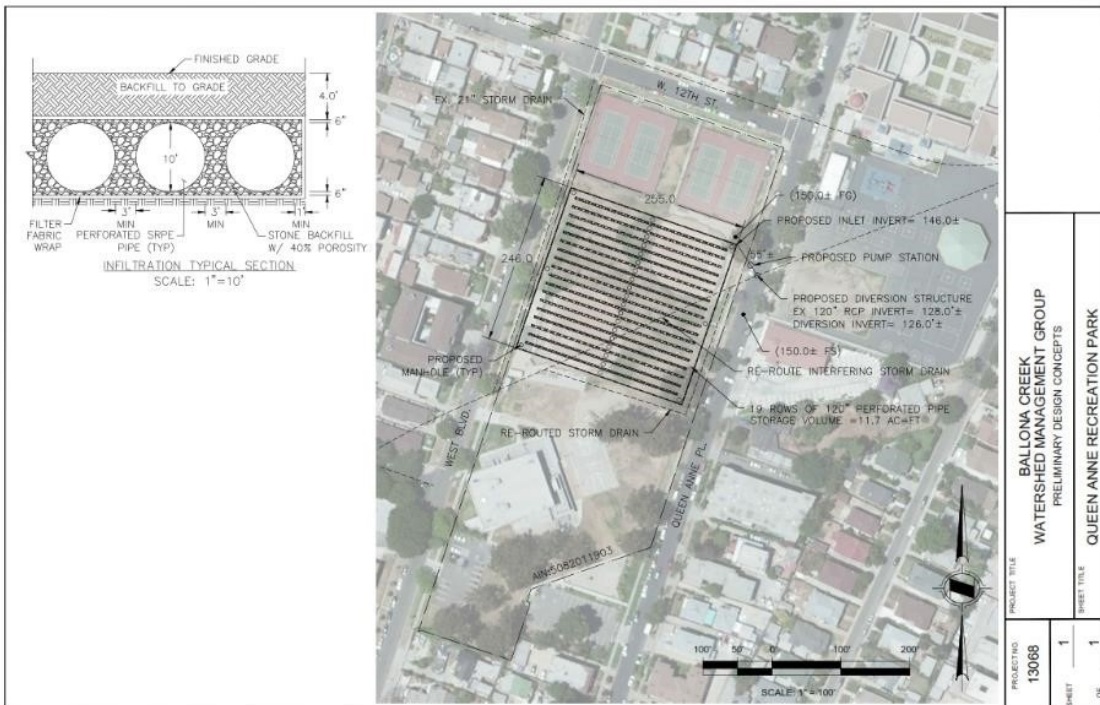 FINISHED GRADE
BACKFILL TO GRADE
4.0'
6"
10'
6"
3'
MIN
3'
MIN
1'
MIN
FILTER
FABRIC
WRAP
PERFORATED SRPE
PIPE (TYP)
STONE BACKFILL
W/ 40% POROSITY
INFILTRATION TYPICAL SECTION
SCALE: 1"=10'
W. 12TH ST.
EX. 21" STORM DRAIN
255.0
246.0
(150.0± FG)
PROPOSED INLET INVERT= 146.0±
55'±
PROPOSED PUMP STATION
PROPOSED DIVERSION STRUCTURE
EX 120" RCP INVERT= 128.0'±
DIVERSION INVERT= 126.0'±
(150.0± FS)
PROPOSED
MANHOLE (TYP)
RE-ROUTE INTERFERING STORM DRAIN
19 ROWS OF 120" PERFORATED PIPE
STORAGE VOLUME =11.7 AC-FT
RE-ROUTED STORM DRAIN
WEST BLVD.
QUEEN ANNE PL.
AIN:5082011903
100' 50' 0' 100' 200'
SCALE: 1" = 100'
PROJECT TITLE
BALLONA CREEK
WATERSHED MANAGEMENT GROUP
PRELIMINARY DESIGN CONCEPTS
SHEET TITLE
QUEEN ANNE RECREATION PARK
PROJECT NO.
13068
SHEET 1
OF 1